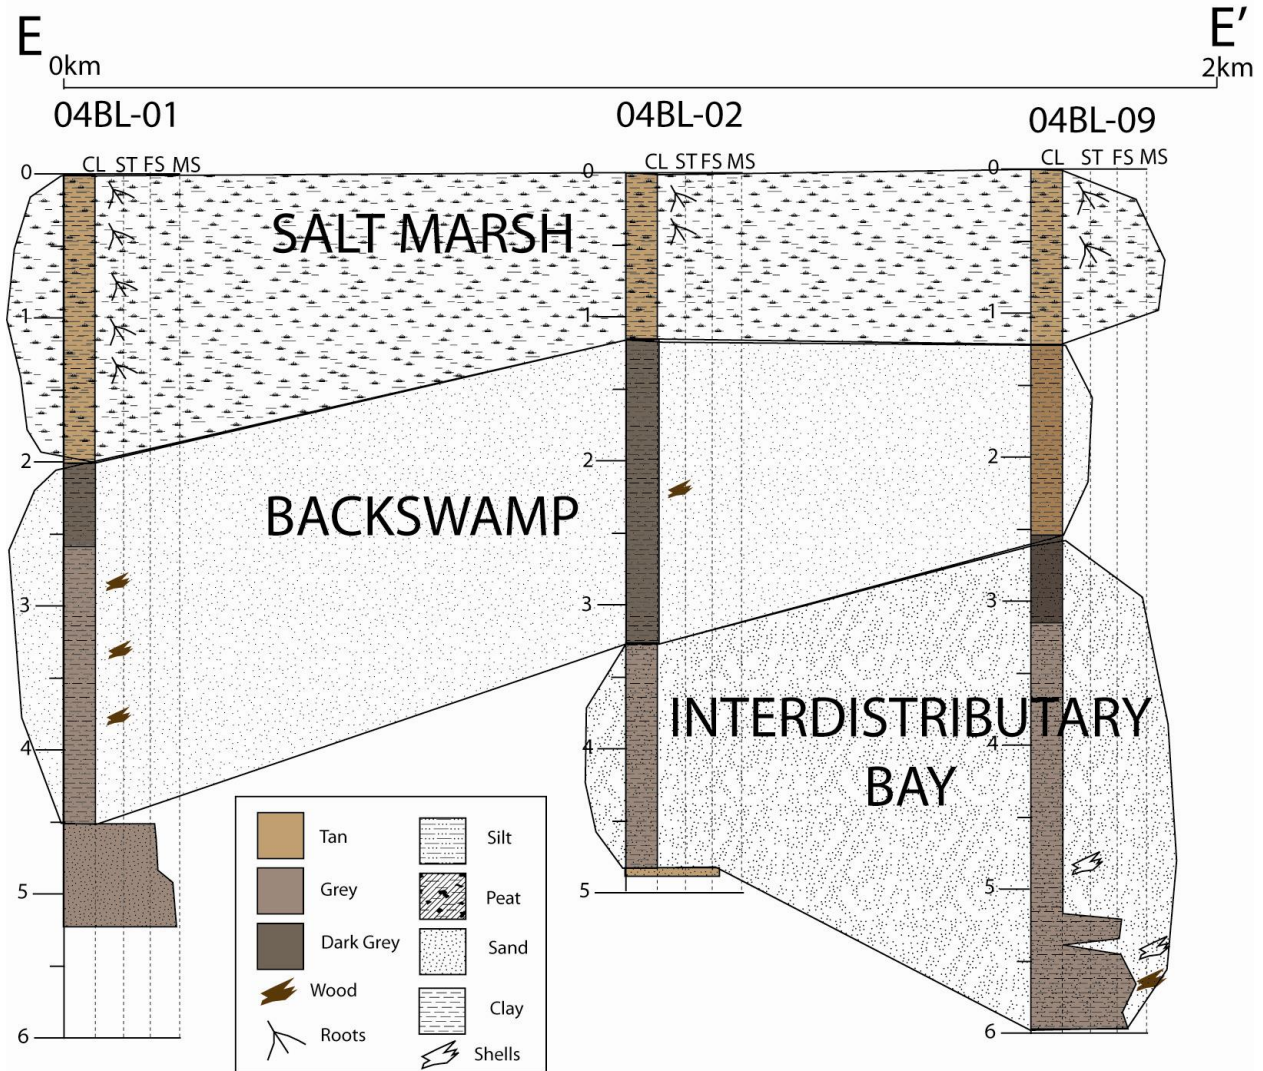 E
E′
0km
2km
04BL-01
04BL-02
04BL-09
CL ST FS MS
CL ST FS MS
CL ST FS MS
0
1
2
3
4
5
6
0
1
2
3
4
5
0
1
2
3
4
5
6
SALT MARSH
BACKSWAMP
INTERDISTRIBUTARY
BAY
Tan
Grey
Dark Grey
Wood
Roots
Silt
Peat
Sand
Clay
Shells